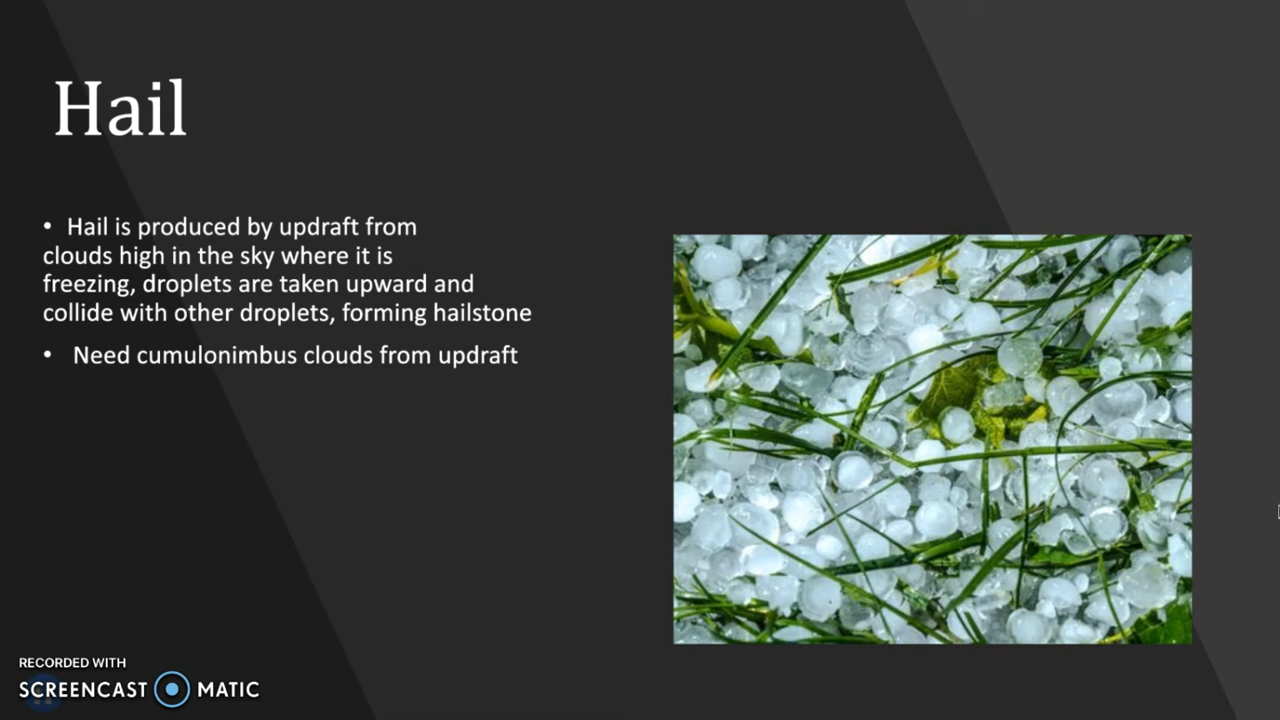 Hail
• Hail is produced by updraft from
clouds high in the sky where it is
freezing, droplets are taken upward and
collide with other droplets, forming hailstone
• Need cumulonimbus clouds from updraft
RECORDED WITH
SCREENCAST MATIC